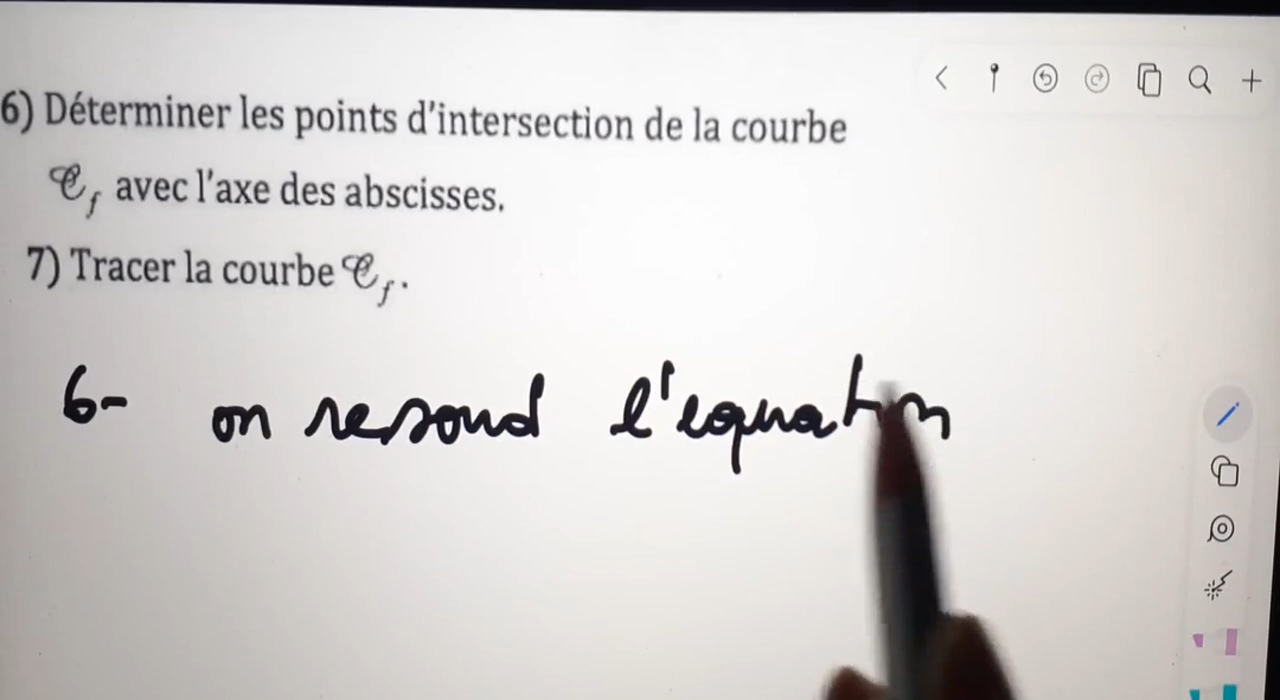 6) Déterminer les points d'intersection de la courbe
𝒞f avec l'axe des abscisses.
7) Tracer la courbe 𝒞f.
6- on resoud l'equation